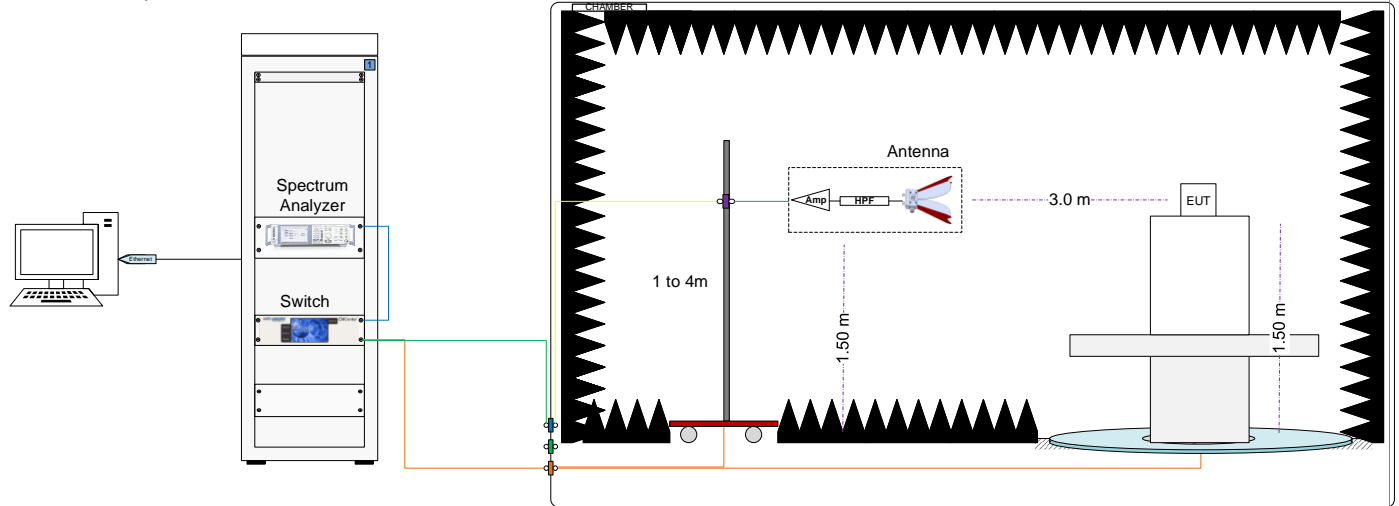 CHAMBER
1
Antenna
Spectrum
Analyzer
Amp
HPF
3.0 m
EUT
Ethernet
1 to 4m
Switch
1.50 m
1.50 m